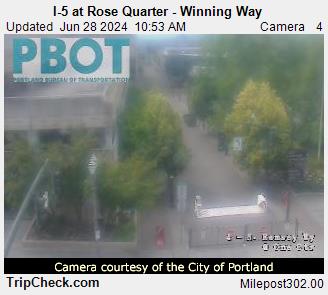 I-5 at Rose Quarter - Winning Way
Updated Jun 28 2024 10:53 AM Camera 4
PBOT
PORTLAND BUREAU OF TRANSPORTATION
Camera courtesy of the City of Portland
TripCheck.com Milepost302.00